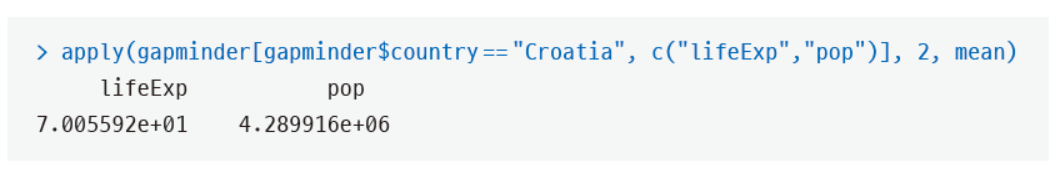 > apply(gapminder[gapminder$country=="Croatia", c("lifeExp","pop")], 2, mean)
lifeExp pop
7.005592e+01 4.289916e+06